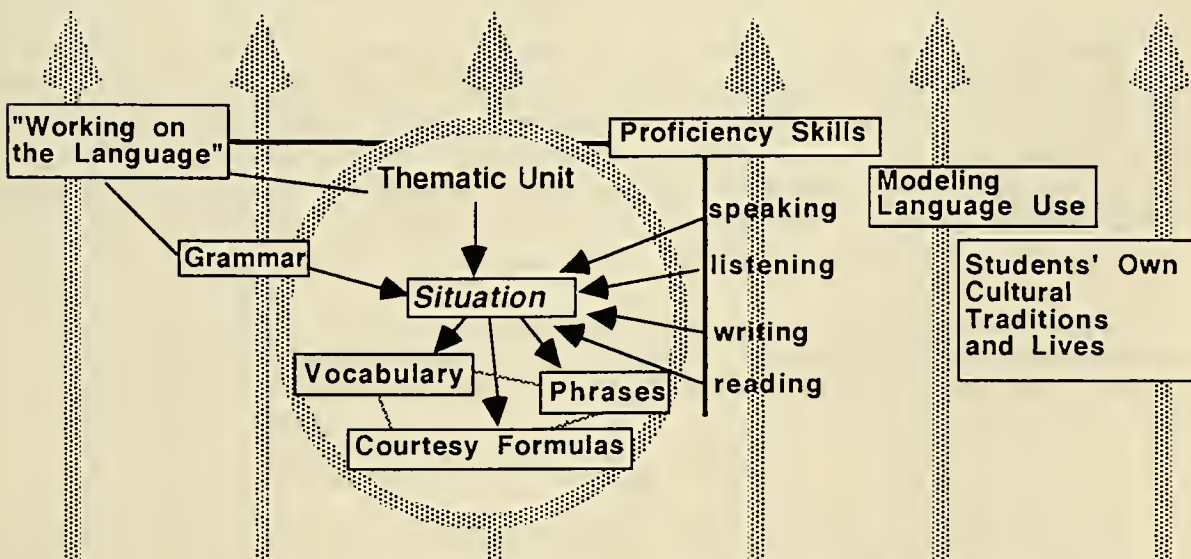 "Working on
the Language"
Proficiency Skills
Thematic Unit
Modeling
Language Use
speaking
Grammar
listening
Students' Own
Cultural
Traditions
and Lives
Situation
writing
Vocabulary
Phrases
reading
Courtesy Formulas